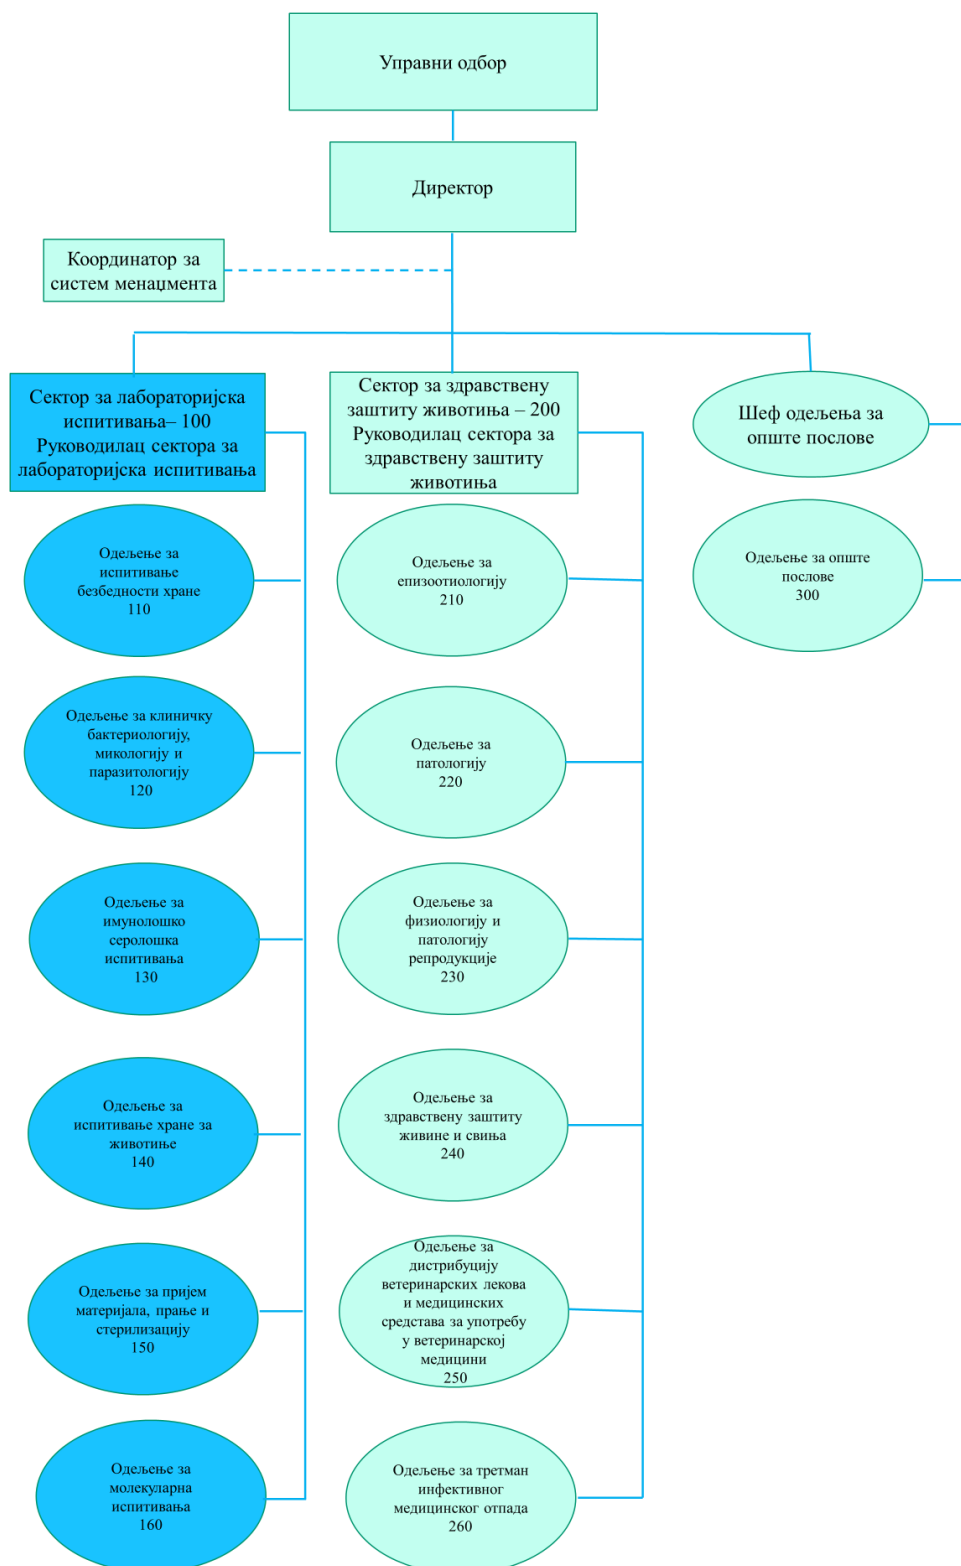 Управни одбор
Директор
Координатор за
систем менаџмента
Сектор за лабораторијска
испитивања– 100
Руководилац сектора за
лабораторијска испитивања
Сектор за здравствену
заштиту животиња – 200
Руководилац сектора за
здравствену заштиту
животиња
Шеф одељења за
опште послове
Одељење за
испитивање
безбедности хране
110
Одељење за
епизоотиологију
210
Одељење за опште
послове
300
Одељење за клиничку
бактериологију,
микологију и
паразитологију
120
Одељење за
патологију
220
Одељење за
имунолошко
серолошка
испитивања
130
Одељење за
физиологију и
патологију
репродукције
230
Одељење за
испитивање хране за
животиње
140
Одељење за
здравствену заштиту
живине и свиња
240
Одељење за пријем
материјала, прање и
стерилизацију
150
Одељење за
дистрибуцију
ветеринарских лекова
и медицинских
средстава за употребу
у ветеринарској
медицини
250
Одељење за
молекуларна
испитивања
160
Одељење за третман
инфективног
медицинског отпада
260